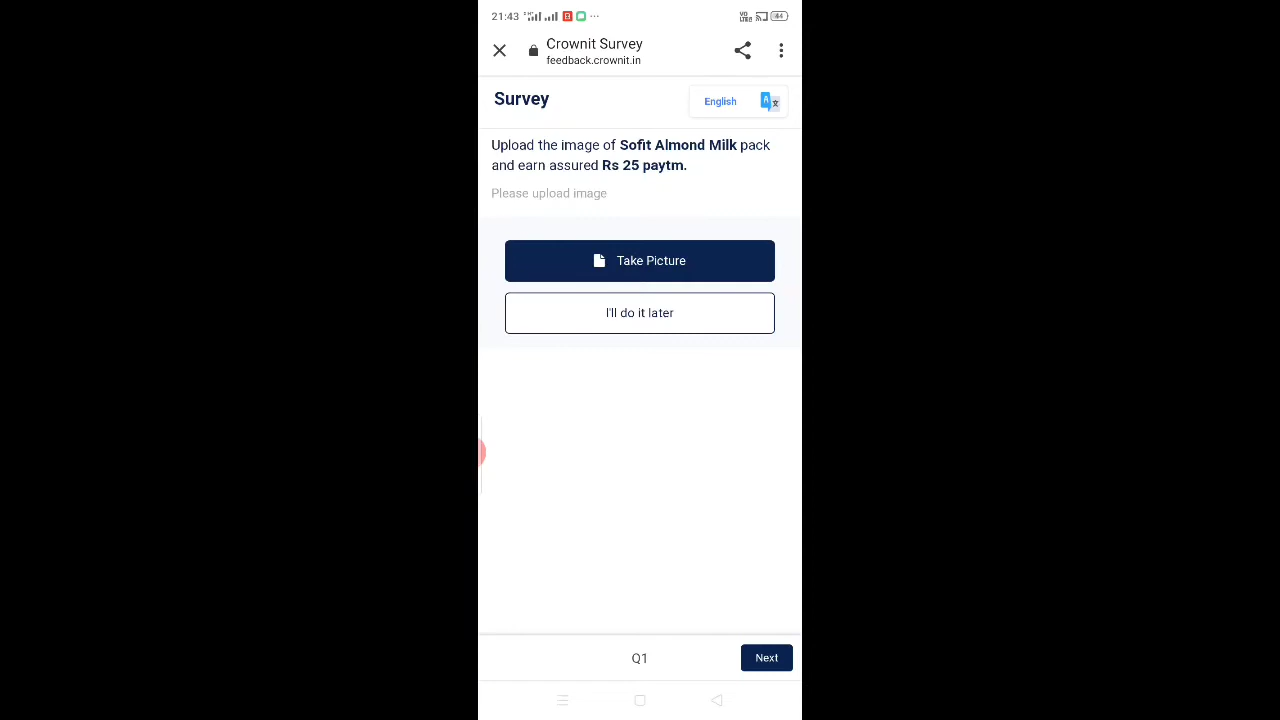 21:43
44
Crownit Survey
feedback.crownit.in
Survey
English
Upload the image of Sofit Almond Milk pack
and earn assured Rs 25 paytm.
Please upload image
Take Picture
I'll do it later
Q1
Next